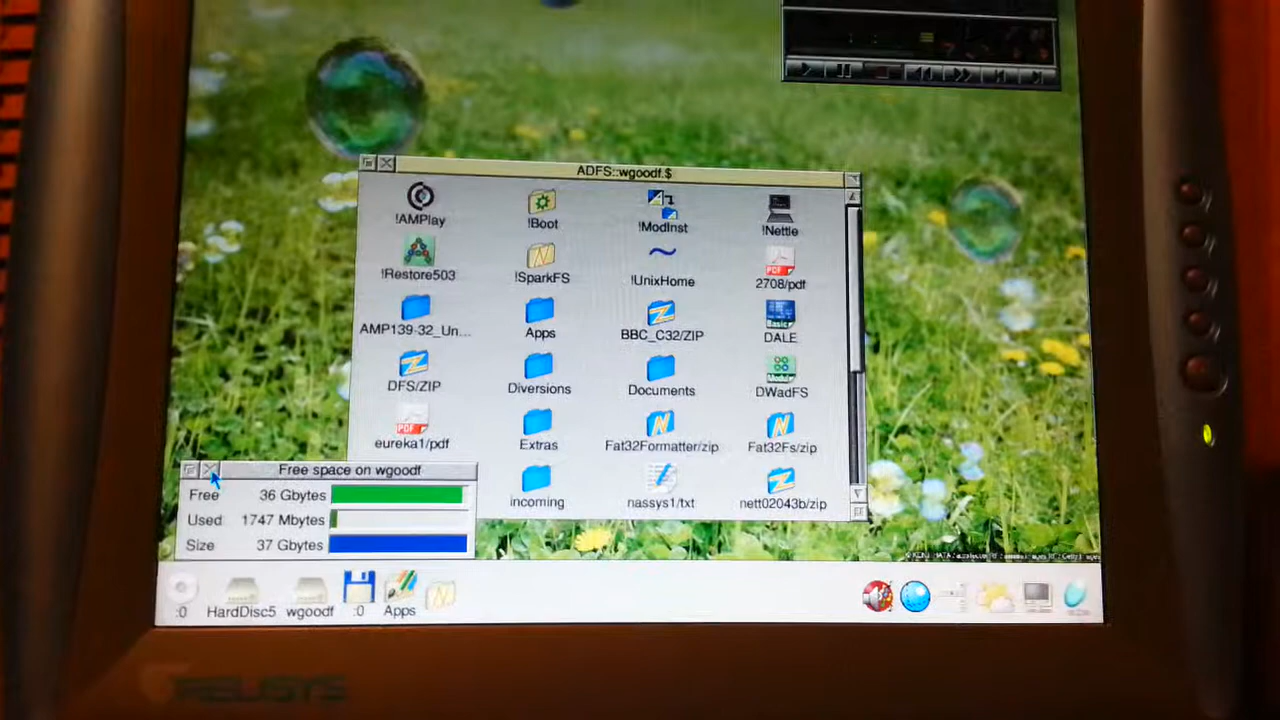 ADFS::wgoodf.$
!AMPlay !Boot !ModInst !Nettle
!Restore503 !SparkFS !UnixHome 2708/pdf
AMP139-32_Un... Apps BBC_C32/ZIP DALE
DFS/ZIP Diversions Documents DWadFS
eureka1/pdf Extras Fat32Formatter/zip Fat32Fs/zip
incoming nassys1/txt nett02043b/zip
Free space on wgoodf
Free 36 Gbytes
Used 1747 Mbytes
Size 37 Gbytes
:0 HardDisc5 wgoodf :0 Apps
RELISYS